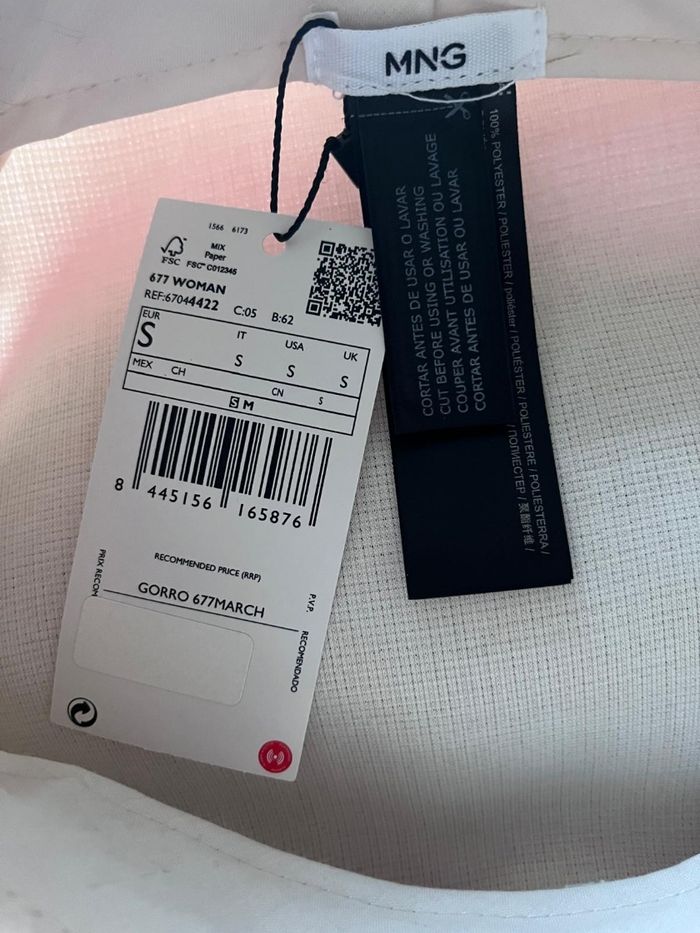 MNG
100% POLYESTER / POLIESTER / poliéster / POLIÉSTER / POLIESTERE / POLIESTERRA /
/ ПОЛИЕСТЕР / 聚酯纤维 /
CORTAR ANTES DE USAR O LAVAR
CUT BEFORE USING OR WASHING
COUPER AVANT UTILISATION OU LAVAGE
CORTAR ANTES DE USAR OU LAVAR
1566 6173
FSC
MIX
Paper
FSC™ C012345
677 WOMAN
REF:67044422 C:05 B:62
EUR IT USA UK
S S S S
MEX CH CN S
S M
8 445156 165876
RECOMMENDED PRICE (RRP)
PRIX RECOM
GORRO 677MARCH
P.V.P. RECOMENDADO